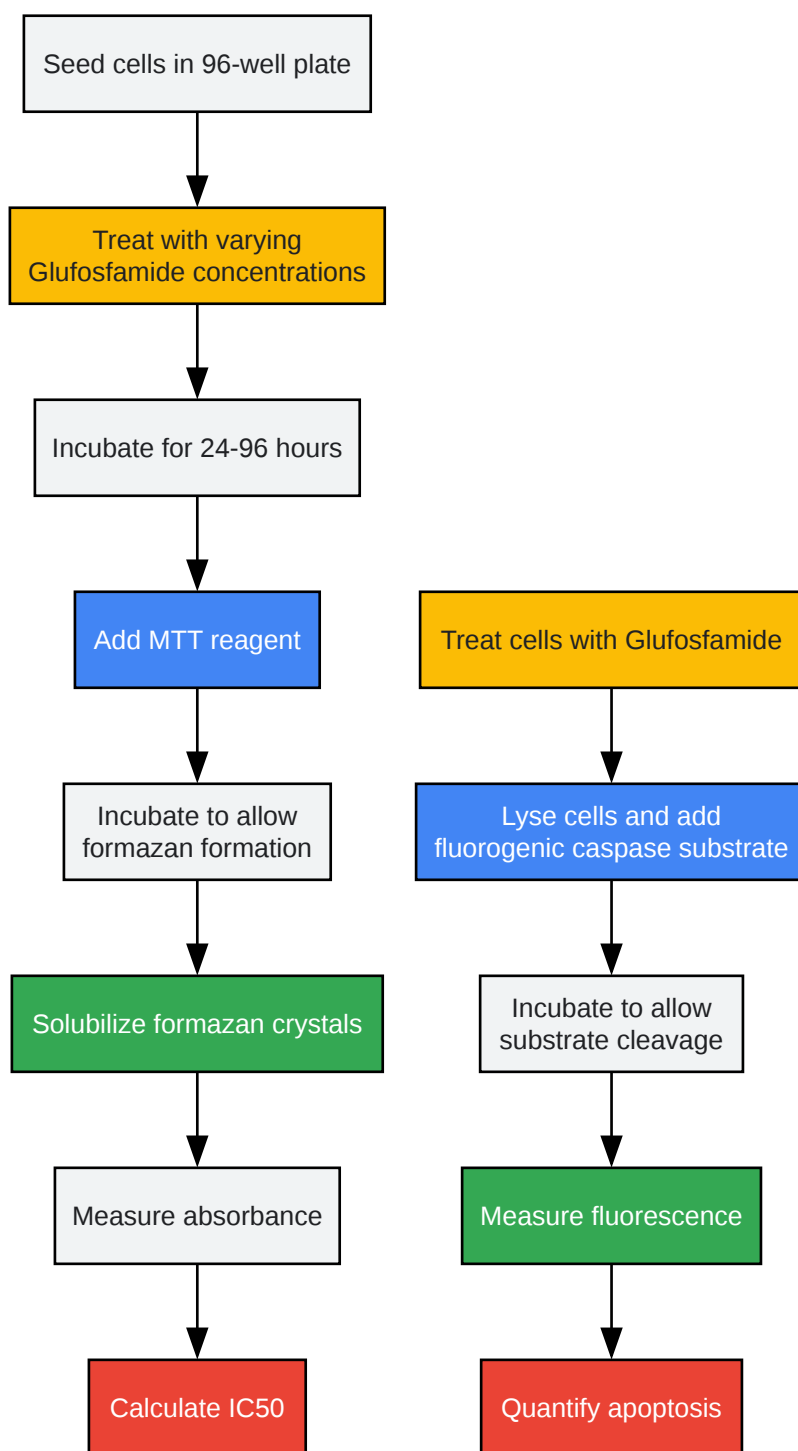 Seed cells in 96-well plate
Treat with varying
Glufosfamide concentrations
Incubate for 24-96 hours
Add MTT reagent
Incubate to allow
formazan formation
Solubilize formazan crystals
Measure absorbance
Calculate IC50
Treat cells with Glufosfamide
Lyse cells and add
fluorogenic caspase substrate
Incubate to allow
substrate cleavage
Measure fluorescence
Quantify apoptosis